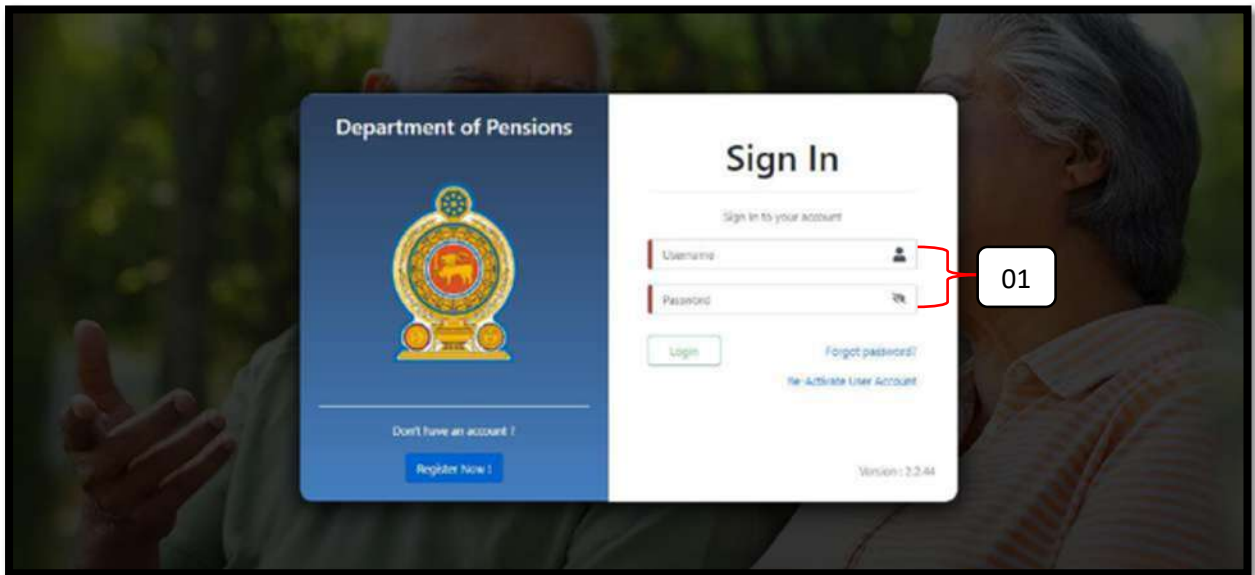 Department of Pensions
Don't have an account ?
Register Now !
Sign In
Sign in to your account
Username
Password
Login
Forgot password?
Re-Activate User Account
Version : 2.2.44
01